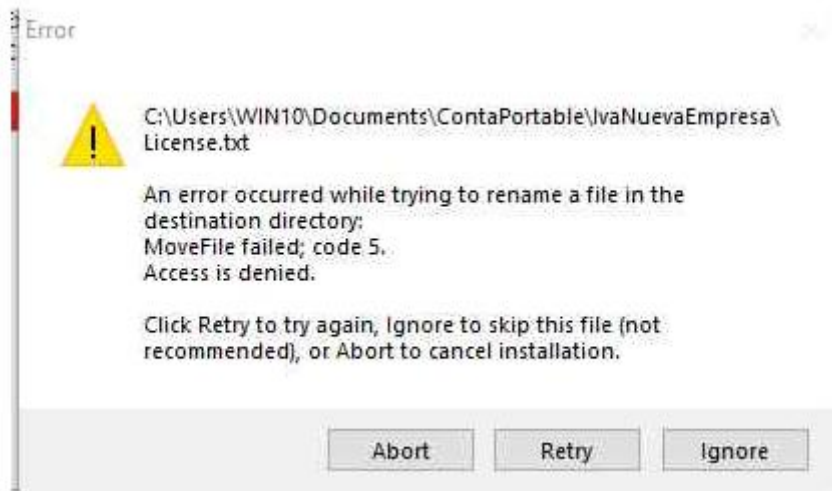 Error
C:\Users\WIN10\Documents\ContaPortable\IvaNuevaEmpresa\
License.txt
An error occurred while trying to rename a file in the
destination directory:
MoveFile failed; code 5.
Access is denied.
Click Retry to try again, Ignore to skip this file (not
recommended), or Abort to cancel installation.
Abort Retry Ignore